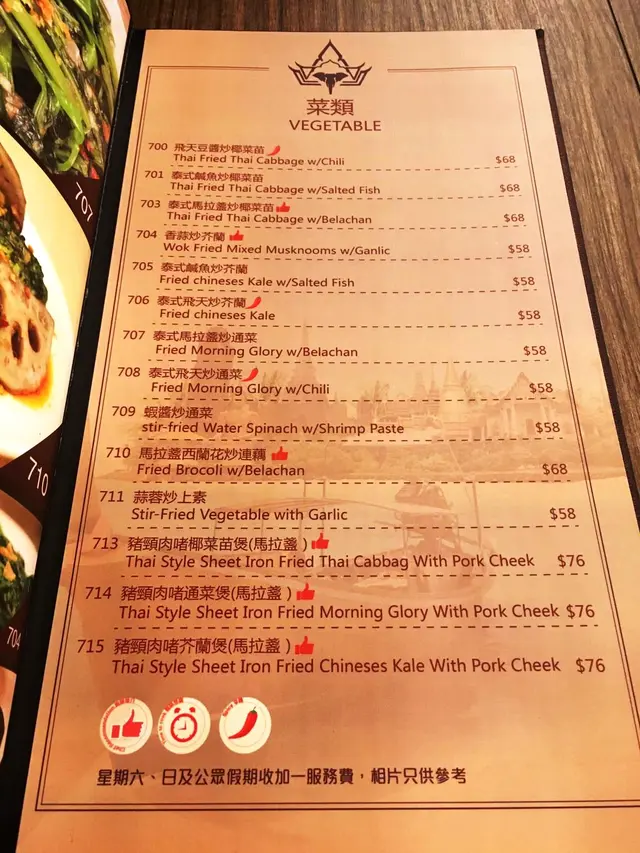 菜類
VEGETABLE
700 飛天豆醬炒椰菜苗
Thai Fried Thai Cabbage w/Chili $68
701 泰式鹹魚炒椰菜苗
Thai Fried Thai Cabbage w/Salted Fish $68
703 泰式馬拉盞炒椰菜苗
Thai Fried Thai Cabbage w/Belachan $68
704 香蒜炒芥蘭
Wok Fried Mixed Musknooms w/Ganlic $58
705 泰式鹹魚炒芥蘭
Fried chineses Kale w/Salted Fish $58
706 泰式飛天炒芥蘭
Fried chineses Kale $58
707 泰式馬拉盞炒通菜
Fried Morning Glory w/Belachan $58
708 泰式飛天炒通菜
Fried Morning Glory w/Chili $58
709 蝦醬炒通菜
stir-fried Water Spinach w/Shrimp Paste $58
710 馬拉盞西蘭花炒連藕
Fried Brocoli w/Belachan $68
711 蒜蓉炒上素
Stir-Fried Vegetable with Garlic $58
713 豬頸肉啫椰菜苗煲(馬拉盞)
Thai Style Sheet Iron Fried Thai Cabbag With Pork Cheek $76
714 豬頸肉啫通菜煲(馬拉盞)
Thai Style Sheet Iron Fried Morning Glory With Pork Cheek $76
715 豬頸肉啫芥蘭煲(馬拉盞)
Thai Style Sheet Iron Fried Chineses Kale With Pork Cheek $76
星期六、日及公眾假期收加一服務費，相片只供參考
707
710
704